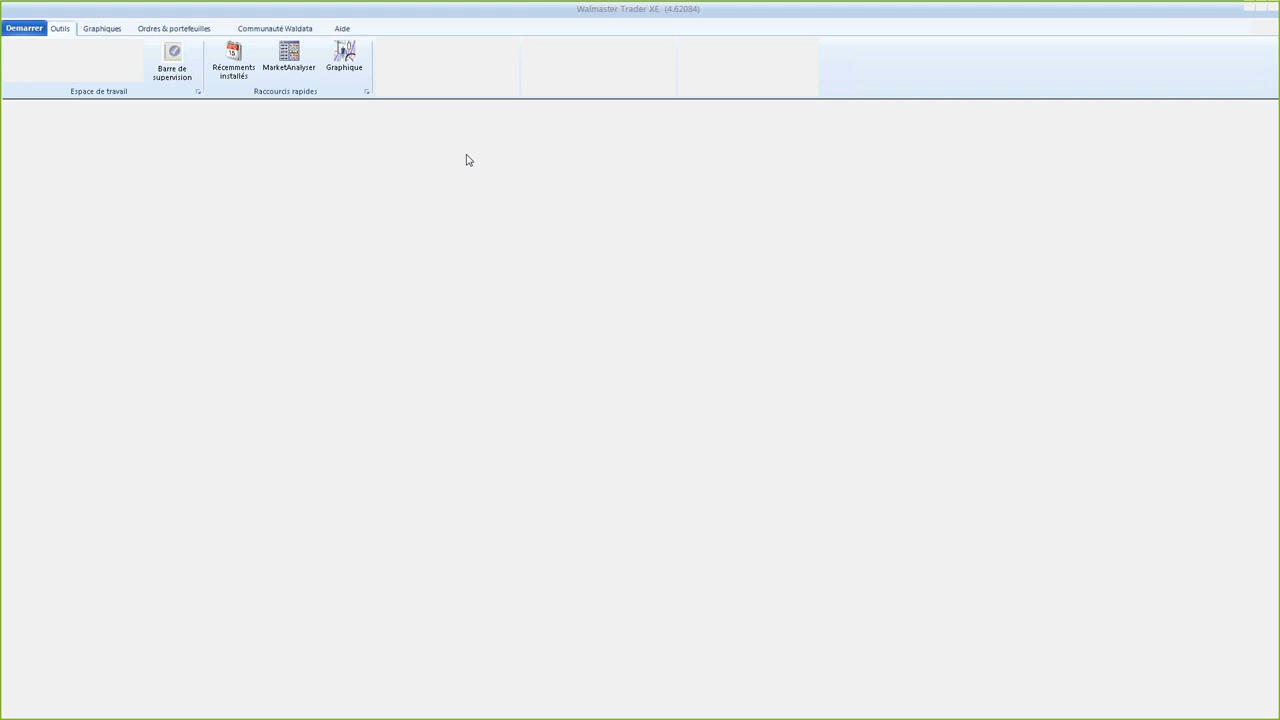 Walmaster Trader XE (4.62084)
Demarrer Outils Graphiques Ordres & portefeuilles Communauté Waldata Aide
Barre de
supervision
Récemments
installés
MarketAnalyser
Graphique
Espace de travail
Raccourcis rapides
15